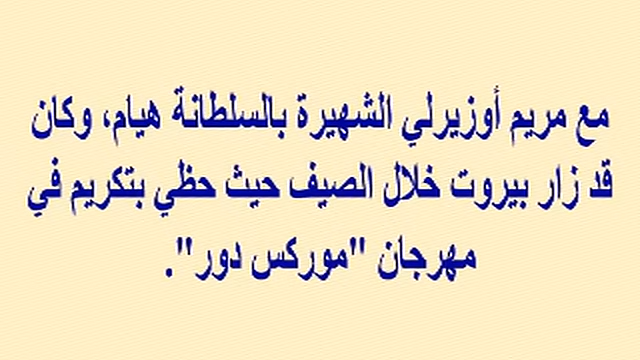 مع مريم أوزيرلي الشهيرة بالسلطانة هيام، وكان
قد زار بيروت خلال الصيف حيث حظي بتكريم في
مهرجان "موركس دور".